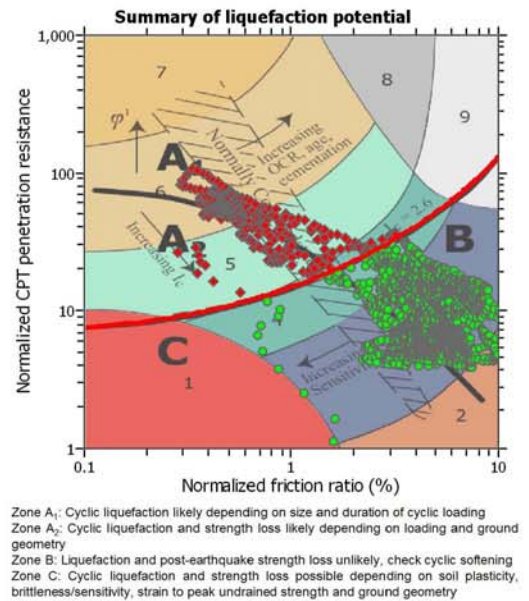 Summary of liquefaction potential
1,000
100
10
1
0.1
1
10
Normalized CPT penetration resistance
Normalized friction ratio (%)
7
8
9
φ'
A1
Normally C
Increasing
OCR, age,
cementation
6
A2
Increasing Ic
5
= 2.6
B
4
C
1
Increasing
Sensitivity
2
Zone A1: Cyclic liquefaction likely depending on size and duration of cyclic loading
Zone A2: Cyclic liquefaction and strength loss likely depending on loading and ground
geometry
Zone B: Liquefaction and post-earthquake strength loss unlikely, check cyclic softening
Zone C: Cyclic liquefaction and strength loss possible depending on soil plasticity,
brittleness/sensitivity, strain to peak undrained strength and ground geometry